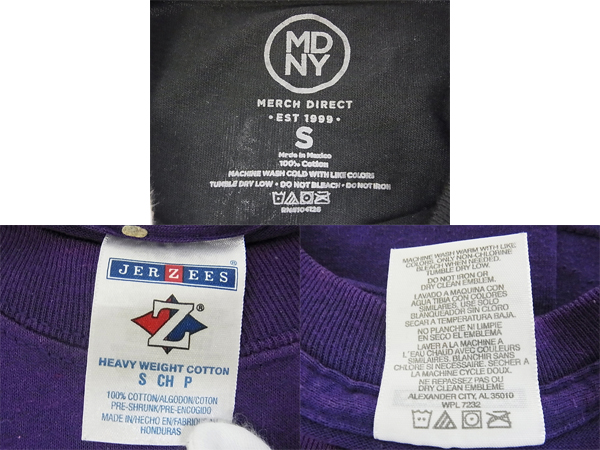 MD
NY
MERCH DIRECT
• EST 1999 •
S
Made in Mexico
100% Cotton
MACHINE WASH COLD WITH LIKE COLORS
TUMBLE DRY LOW • DO NOT BLEACH • DO NOT IRON
JERZEES®
Z®
HEAVY WEIGHT COTTON
S CH P
100% COTTON/ALGODON/COTON
PRE-SHRUNK/PRE-ENCOGIDO
MADE IN/HECHO EN/FABRIQU
HONDURAS
MACHINE WASH WARM WITH LIKE
COLORS, ONLY NON-CHLORINE
BLEACH WHEN NEEDED.
TUMBLE DRY LOW.
DO NOT IRON OR
DRY CLEAN EMBLEM.
LAVADO A MAQUINA CON
AGUA TIBIA CON COLORES
SIMILARES, USE SOLO
BLANQUEADOR SIN CLORO
SECAR A TEMPERATURA BAJA.
NO PLANCHE NI LIMPIE
EN SECO EL EMBLEMA
LAVER A LA MACHINE A
L'EAU CHAUD AVEC COULEURS
SIMILAIRES, BLANCHIR SANS
CHLORE SI NECESSAIRE. SECHER A
LA MACHINE CYCLE DOUX.
NE REPASSEZ PAS OU
DRY CLEAN EMBLEME
ALEXANDER CITY, AL 35010
WPL 7232